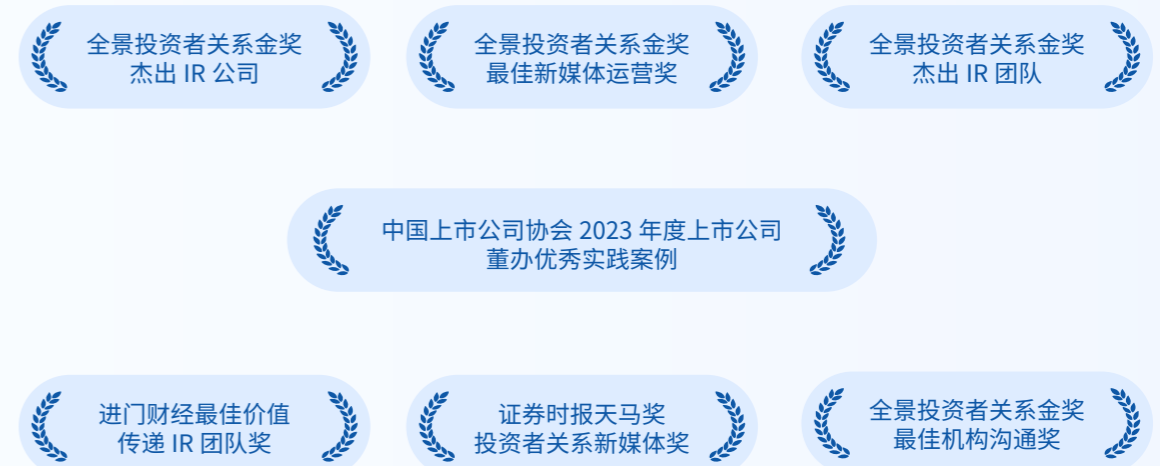 全景投资者关系金奖
杰出 IR 公司
全景投资者关系金奖
最佳新媒体运营奖
全景投资者关系金奖
杰出 IR 团队
中国上市公司协会 2023 年度上市公司
董办优秀实践案例
进门财经最佳价值
传递 IR 团队奖
证券时报天马奖
投资者关系新媒体奖
全景投资者关系金奖
最佳机构沟通奖